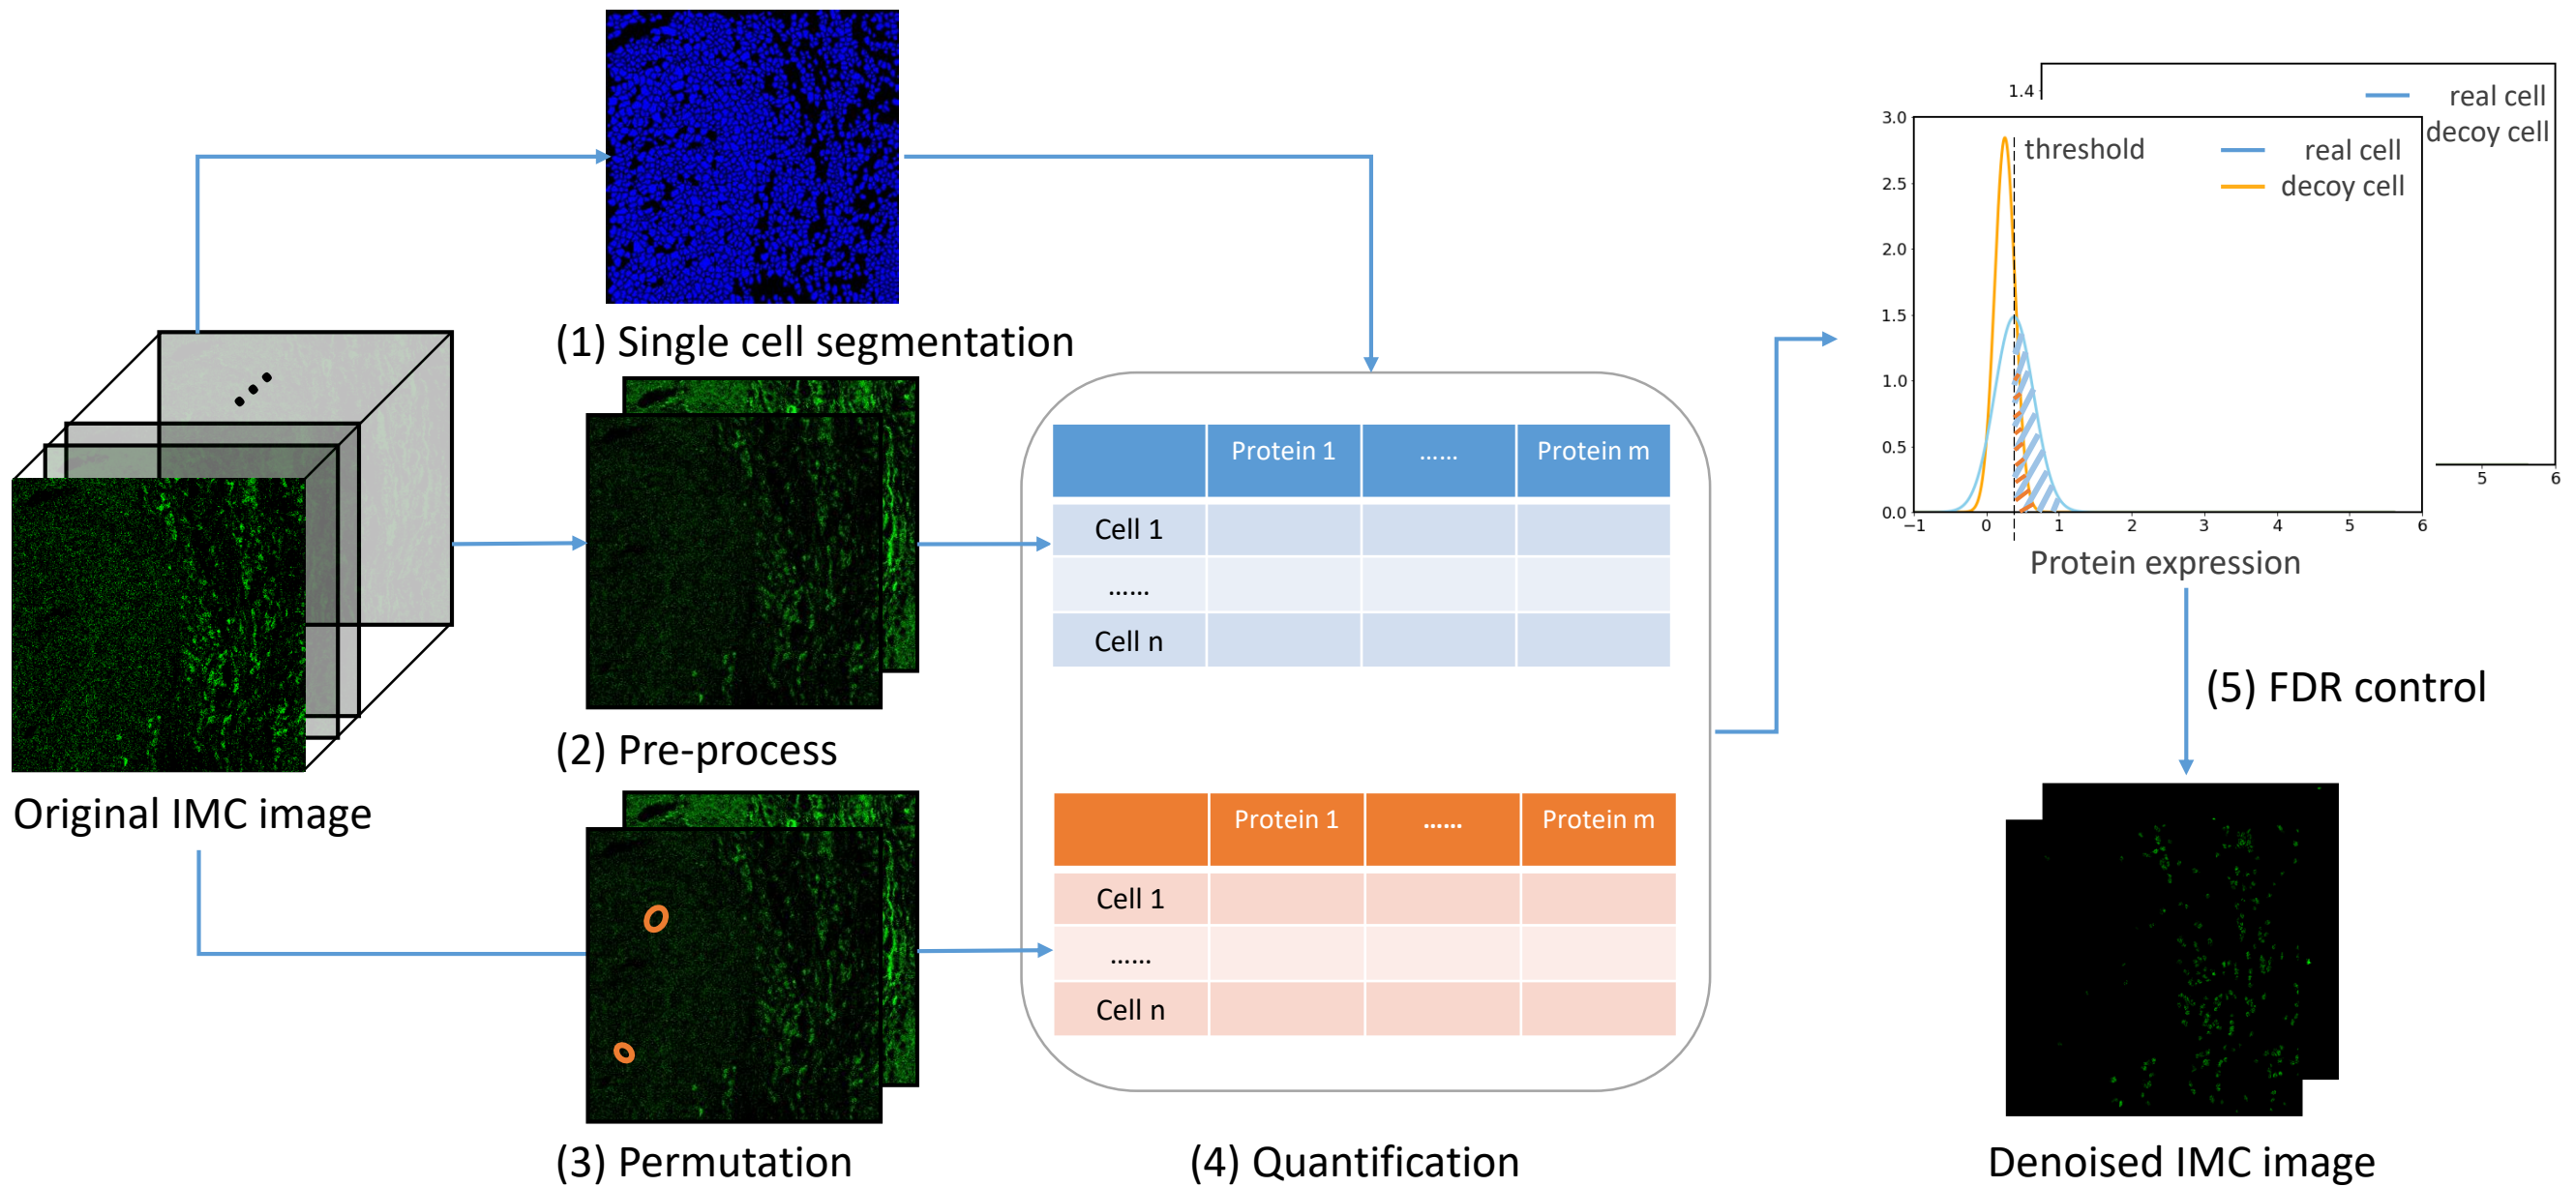 (1) Single cell segmentation
Original IMC image
(2) Pre-process
(3) Permutation
Protein 1 ...... Protein m
Cell 1
......
Cell n
Protein 1 ...... Protein m
Cell 1
......
Cell n
(4) Quantification
1.4
real cell
decoy cell
5 6
3.0
2.5
2.0
1.5
1.0
0.5
0.0
threshold
real cell
decoy cell
−1 0 1 2 3 4 5 6
Protein expression
(5) FDR control
Denoised IMC image